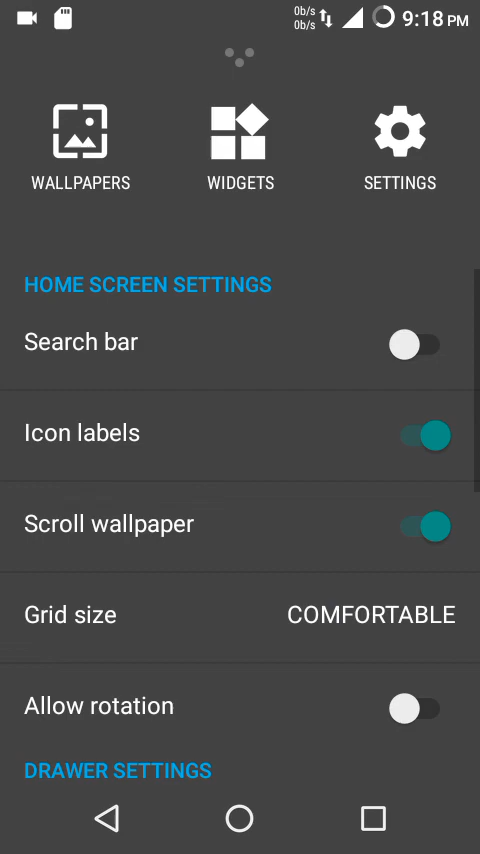 0b/s
0b/s
9:18 PM
WALLPAPERS
WIDGETS
SETTINGS
HOME SCREEN SETTINGS
Search bar
Icon labels
Scroll wallpaper
Grid size COMFORTABLE
Allow rotation
DRAWER SETTINGS